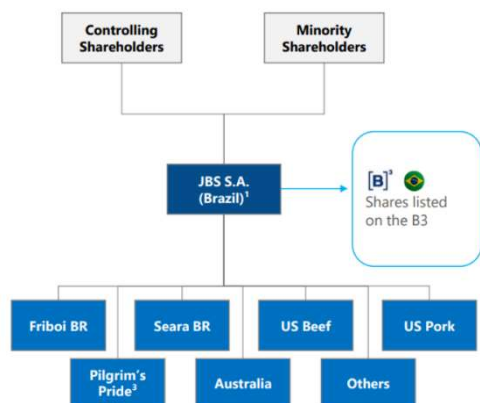 Controlling
Shareholders
Minority
Shareholders
JBS S.A.
(Brazil)¹
[B]³
Shares listed
on the B3
Friboi BR
Seara BR
US Beef
US Pork
Pilgrim's
Pride³
Australia
Others